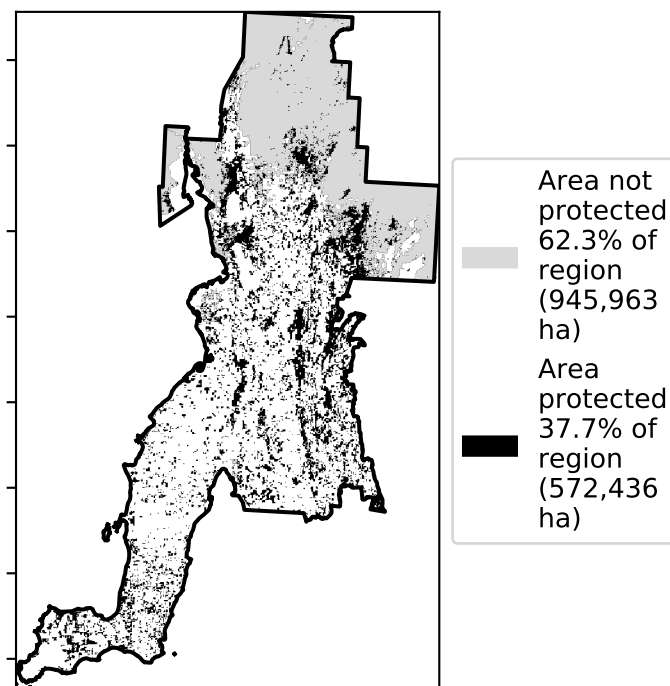 Area not
protected
62.3% of
region
(945,963
ha)
Area
protected
37.7% of
region
(572,436
ha)